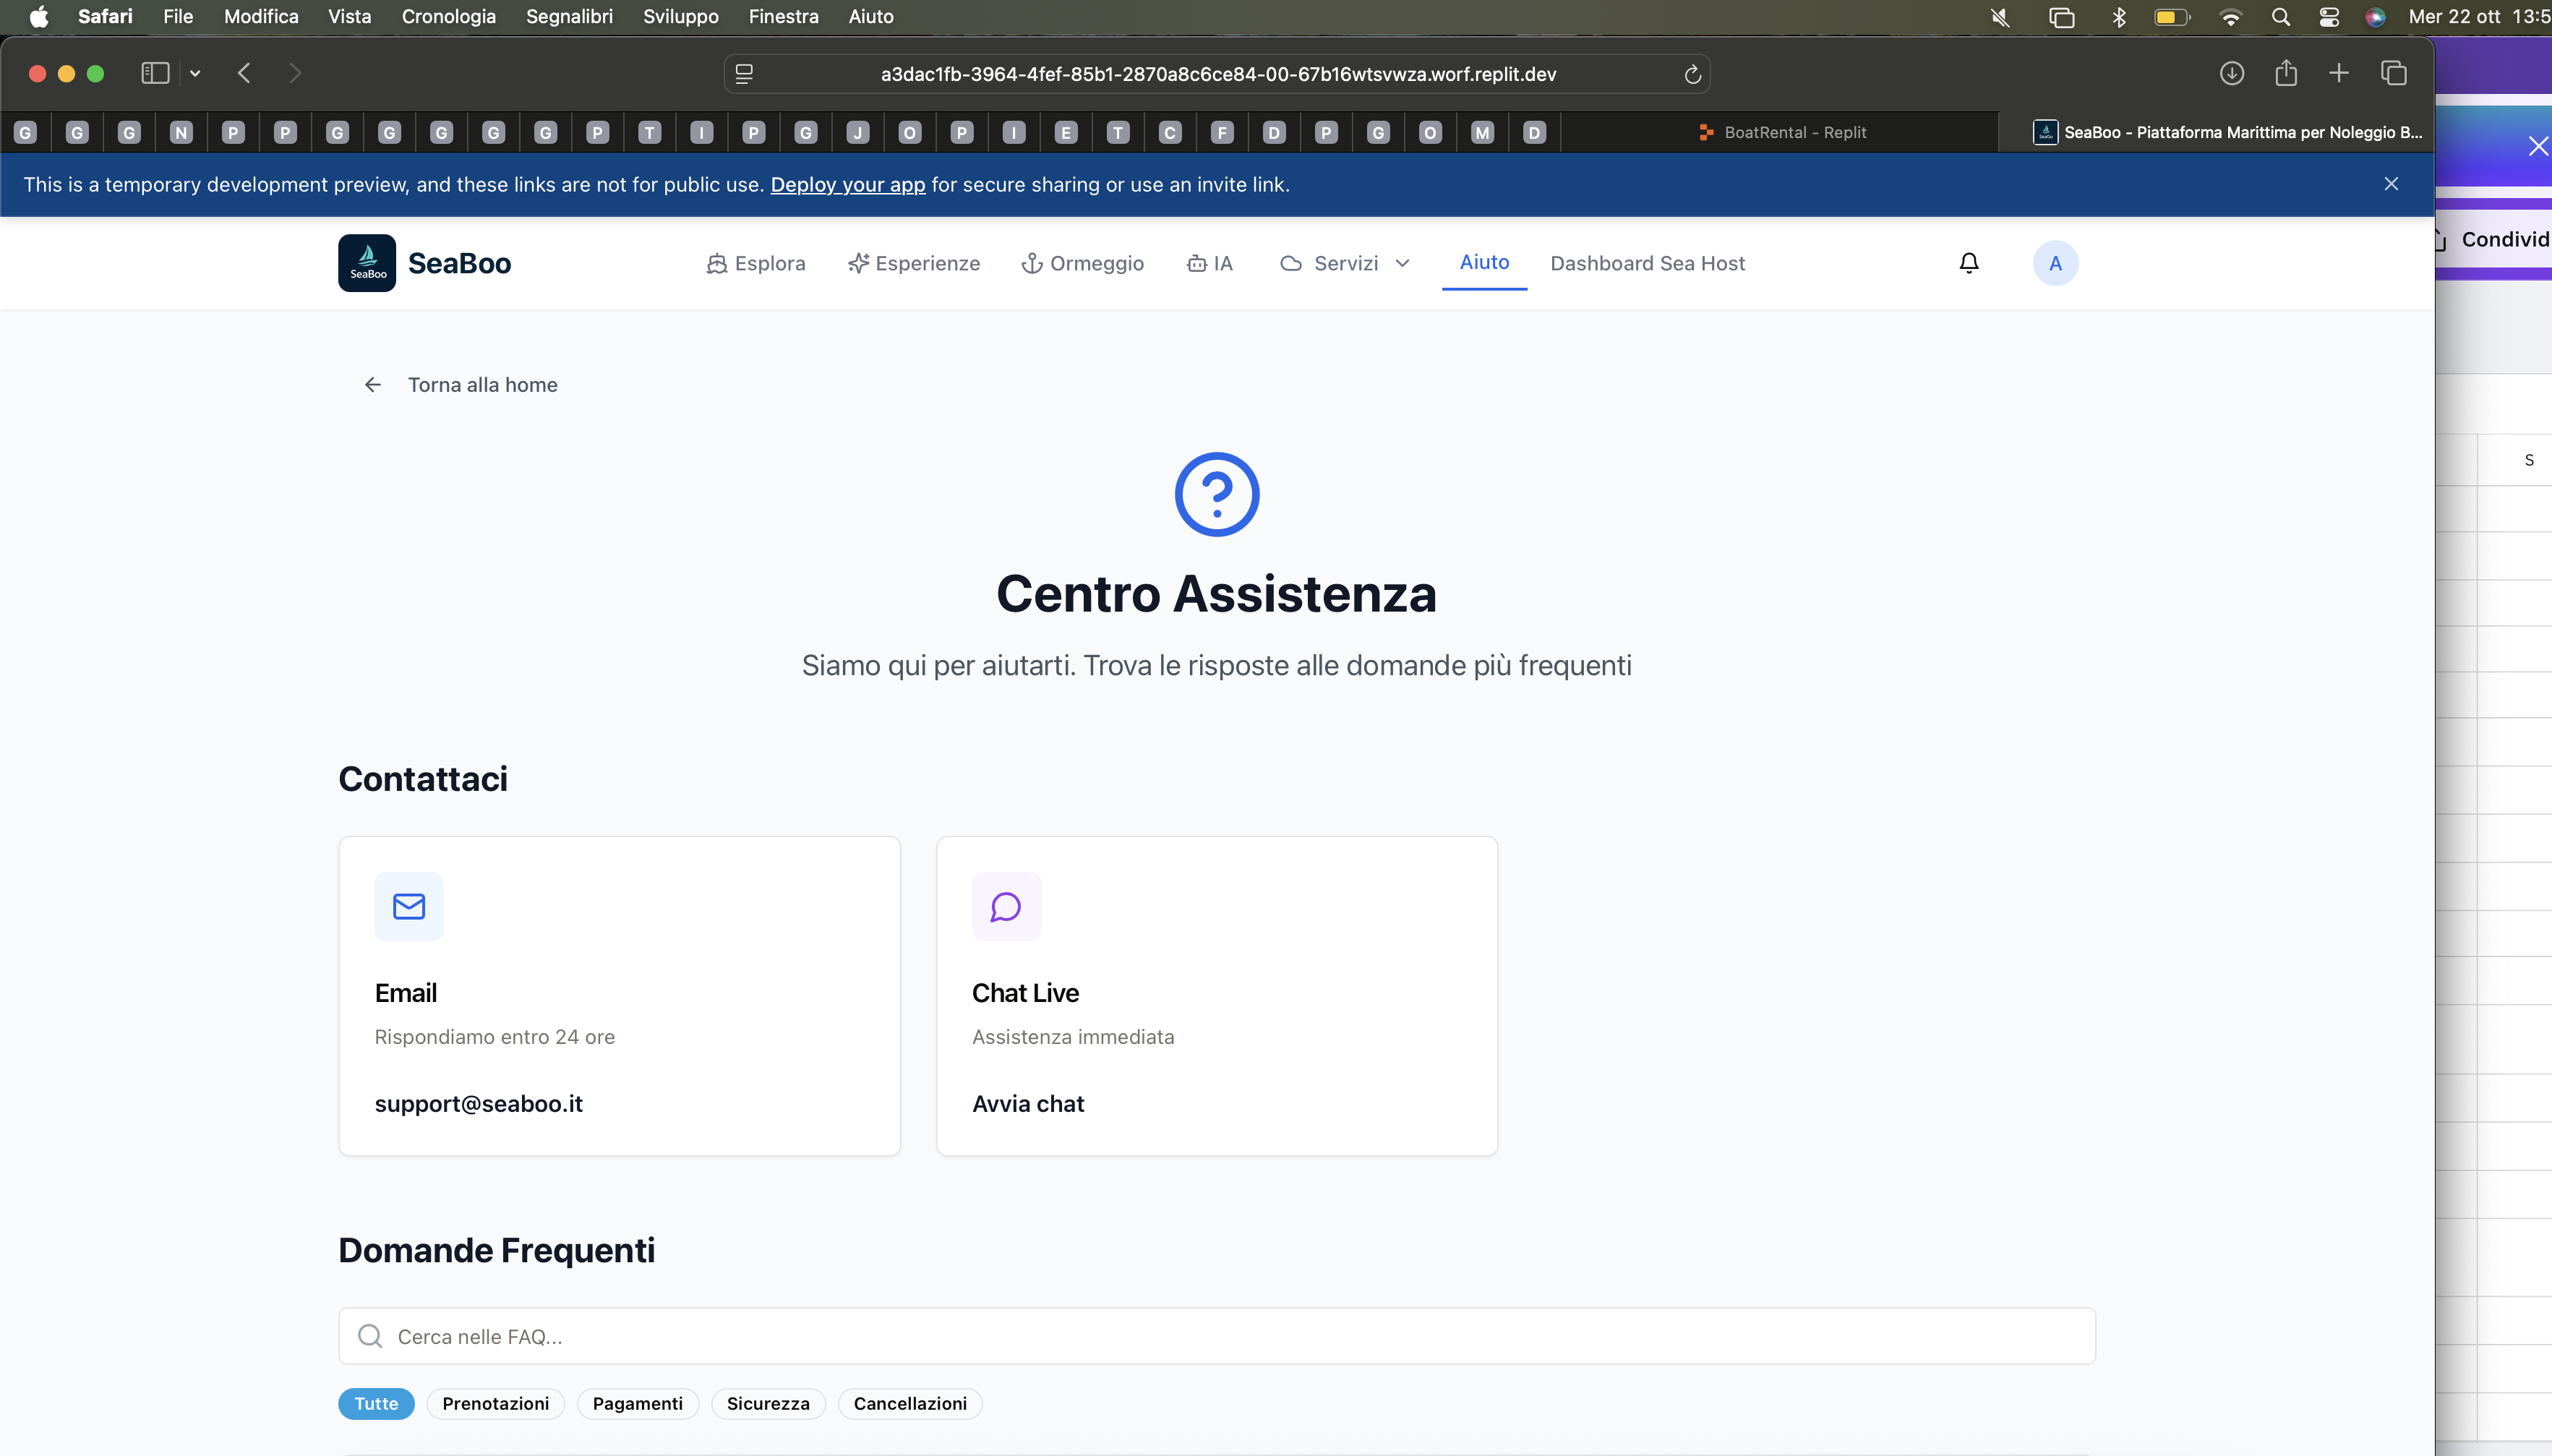 Safari File Modifica Vista Cronologia Segnalibri Sviluppo Finestra Aiuto Mer 22 ott 13:5
a3dac1fb-3964-4fef-85b1-2870a8c6ce84-00-67b16wtsvwza.worf.replit.dev
G G G N P P G G G G G P T I P G J O P I E T C F D P G O M D BoatRental - Replit SeaBoo - Piattaforma Marittima per Noleggio B...
This is a temporary development preview, and these links are not for public use. Deploy your app for secure sharing or use an invite link.
SeaBoo SeaBoo Esplora Esperienze Ormeggio IA Servizi Aiuto Dashboard Sea Host A
Condivid
Torna alla home
S
Centro Assistenza
Siamo qui per aiutarti. Trova le risposte alle domande più frequenti
Contattaci
Email
Rispondiamo entro 24 ore
support@seaboo.it
Chat Live
Assistenza immediata
Avvia chat
Domande Frequenti
Cerca nelle FAQ...
Tutte Prenotazioni Pagamenti Sicurezza Cancellazioni